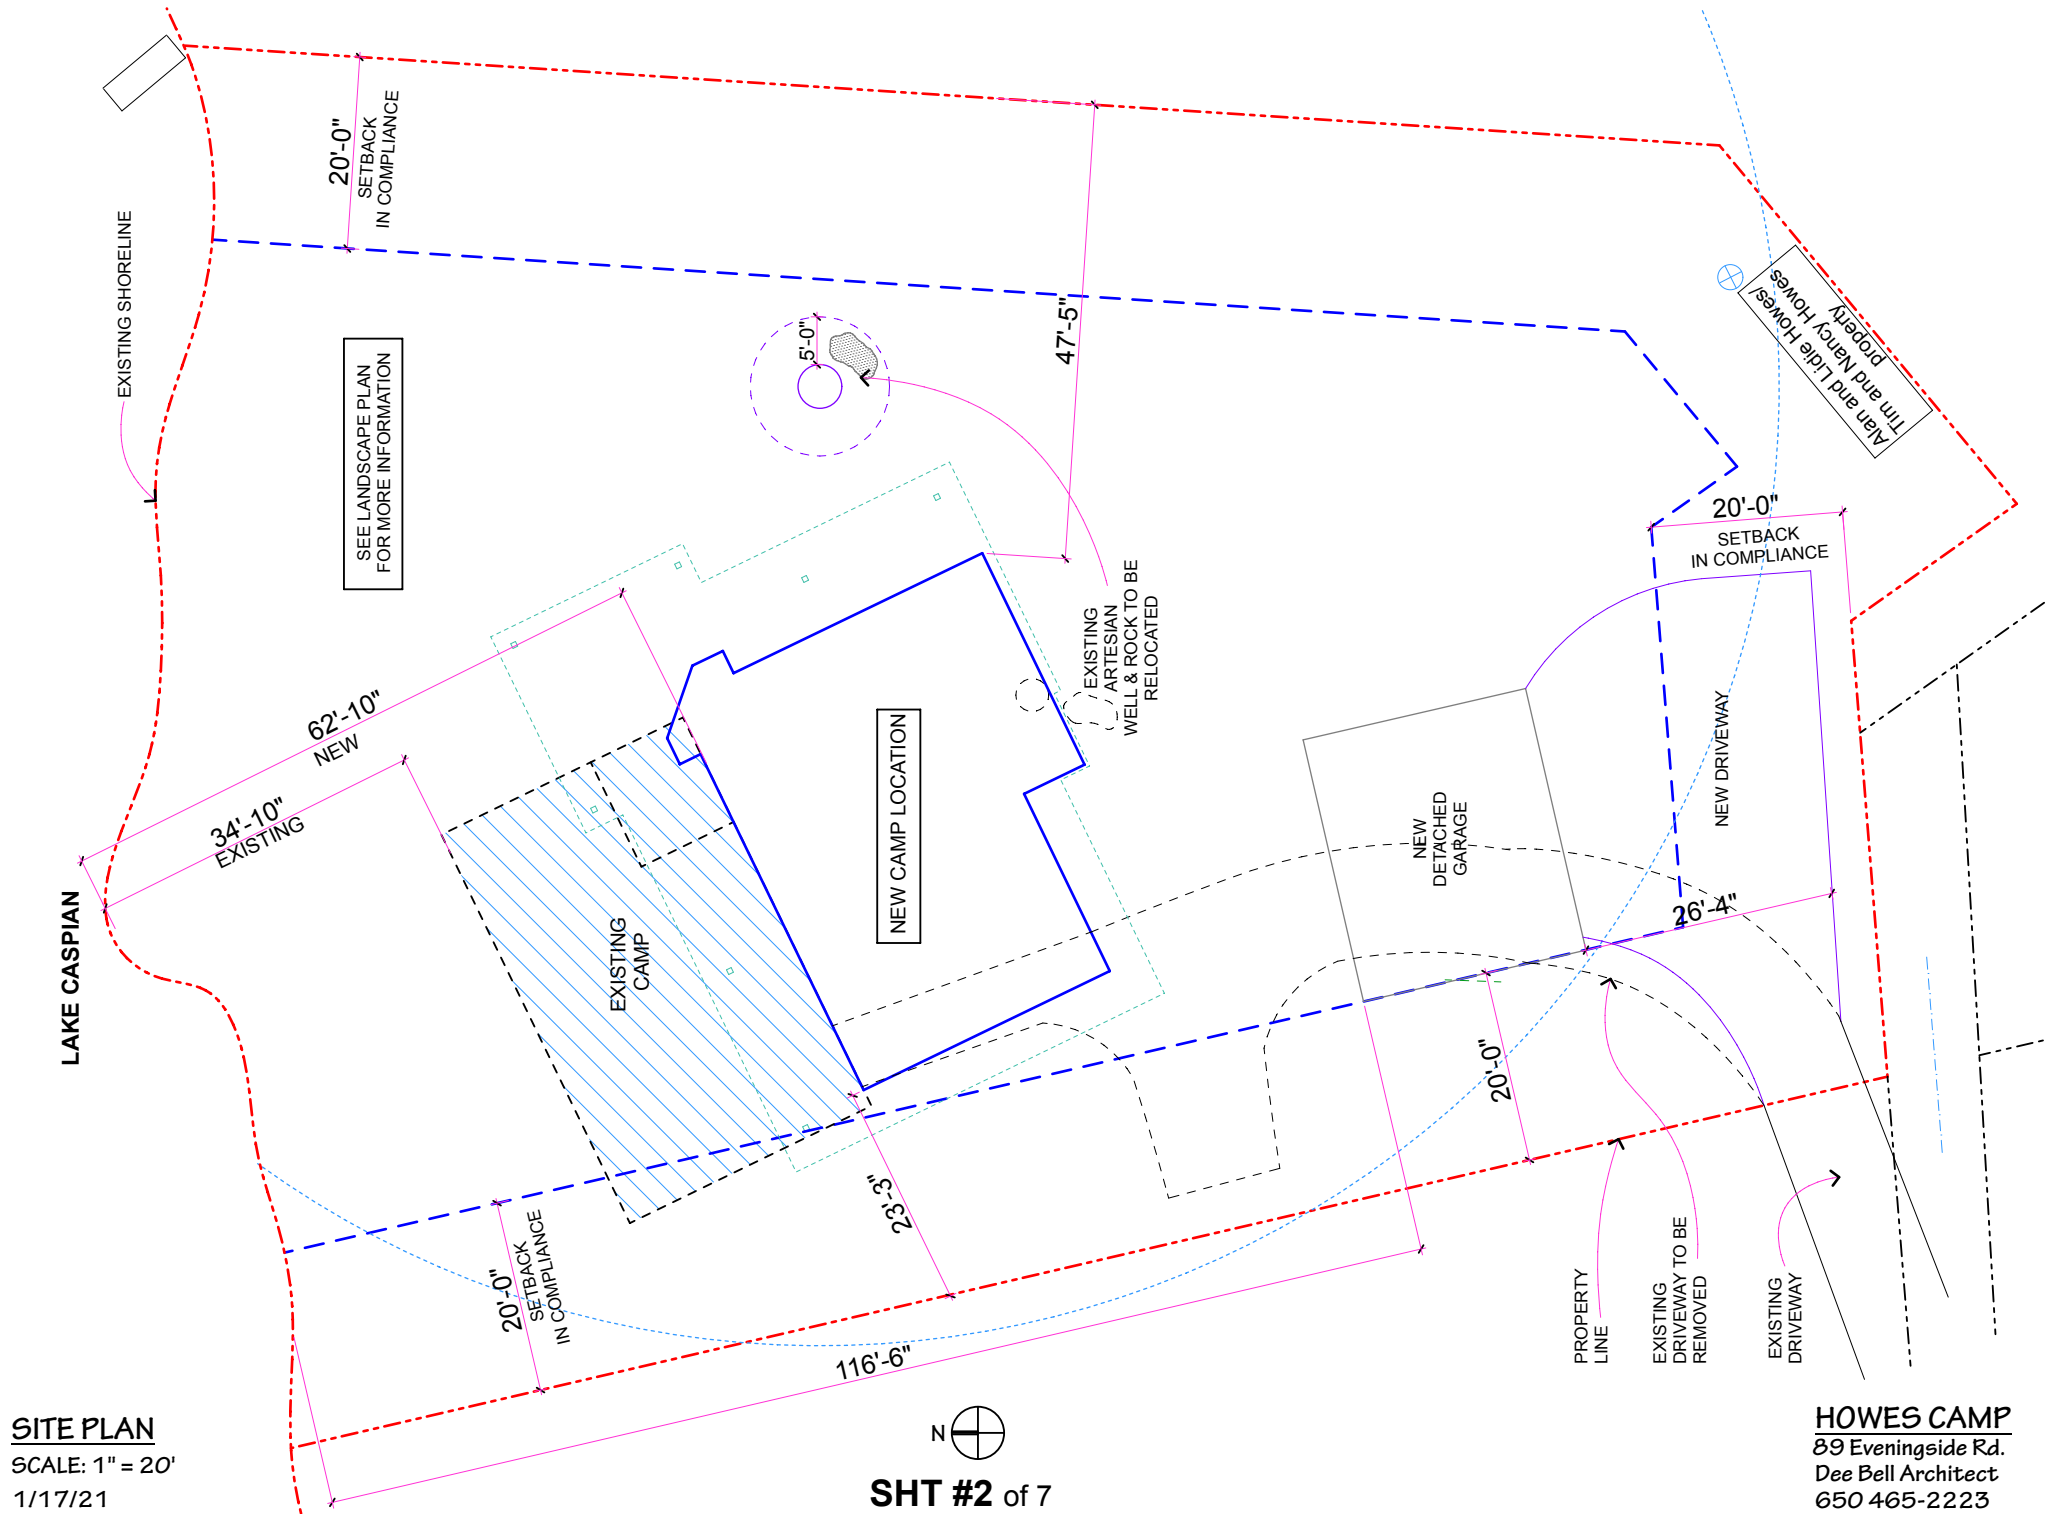 20'-0"
SETBACK
IN COMPLIANCE
EXISTING SHORELINE
SEE LANDSCAPE PLAN
FOR MORE INFORMATION
5'-0"
47'-5"
Alan and Lidie Howes/
Tim and Nancy Howes
property
20'-0"
SETBACK
IN COMPLIANCE
EXISTING
ARTESIAN
WELL & ROCK TO BE
RELOCATED
62'-10"
NEW
34'-10"
EXISTING
LAKE CASPIAN
EXISTING
CAMP
NEW CAMP LOCATION
NEW
DETACHED
GARAGE
NEW DRIVEWAY
26'-4"
20'-0"
23'-3"
20'-0"
SETBACK
IN COMPLIANCE
116'-6"
PROPERTY
LINE
EXISTING
DRIVEWAY TO BE
REMOVED
EXISTING
DRIVEWAY
SITE PLAN
SCALE: 1" = 20'
1/17/21
N
SHT #2 of 7
HOWES CAMP
89 Eveningside Rd.
Dee Bell Architect
650 465-2223